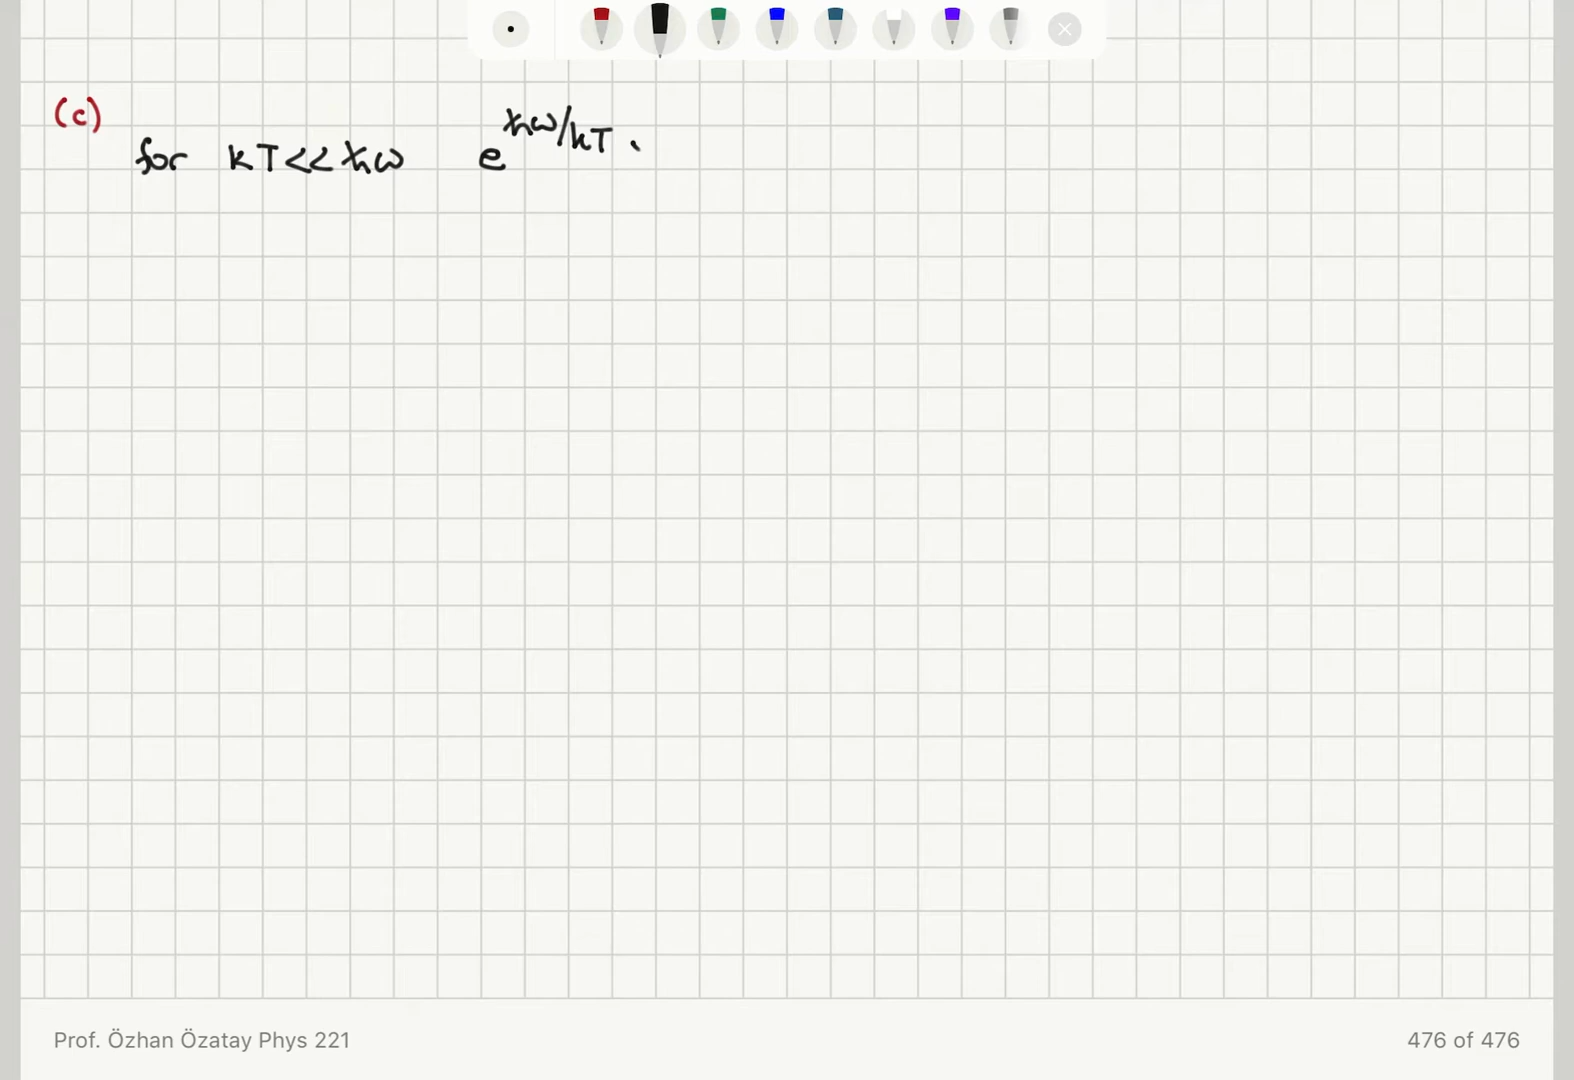 (c)
for kT<<ħω e^ħω/kT
Prof. Özhan Özatay Phys 221
476 of 476